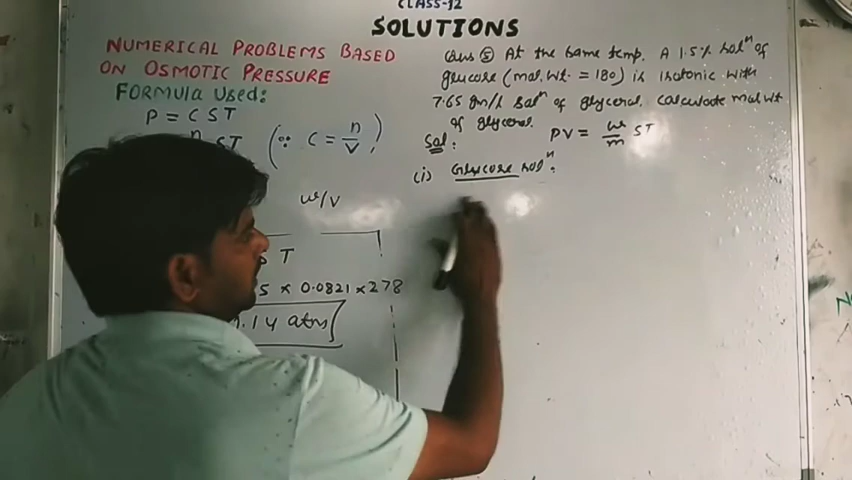 CLASS-12
SOLUTIONS
NUMERICAL PROBLEMS BASED
ON OSMOTIC PRESSURE
FORMULA USED:
P = C S T
n ST (∵ C = n/V)
w/V
S T
S × 0.0821 × 278
.14 atm
Ques ⑤ At the same temp. A 1.5% solⁿ of
glucose (mol. wt. = 180) is isotonic with
7.65 gm/l solⁿ of glycerol. calculate mol wt
of glycerol.
Sol: PV = w/m ST
(i) Glucose solⁿ: